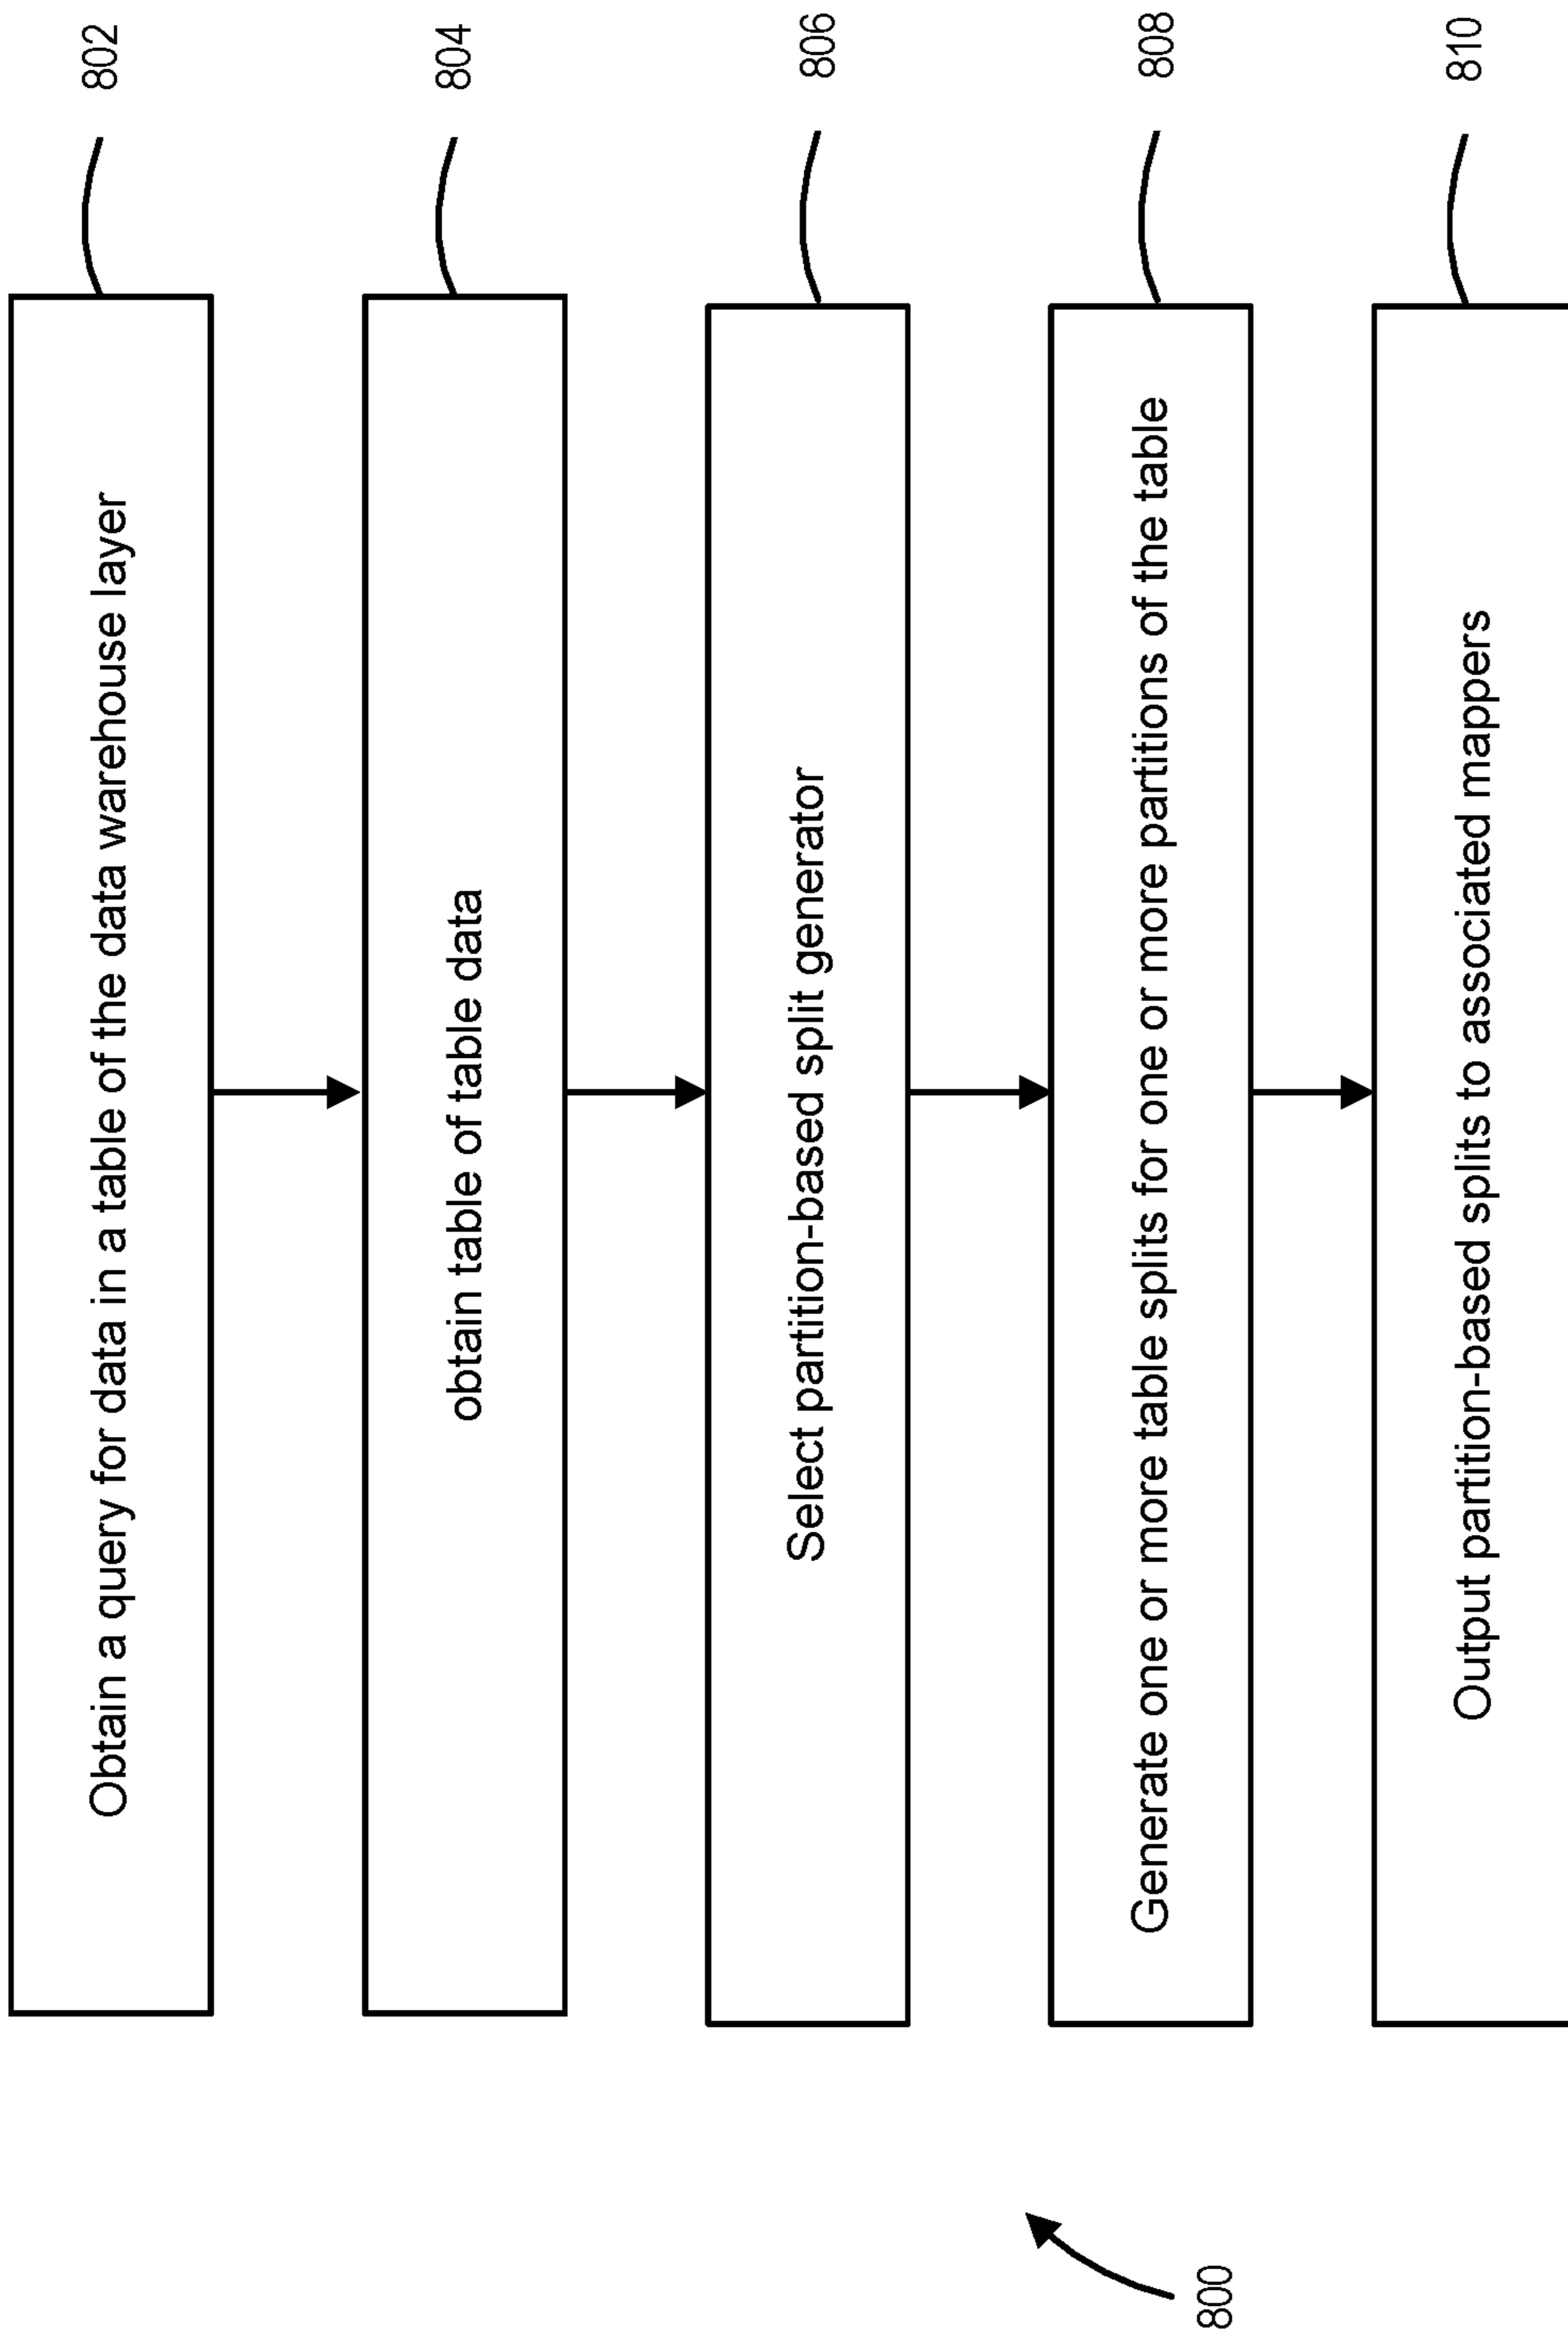 Obtain a query for data in a table of the data warehouse layer
802
obtain table of table data
804
Select partition-based split generator
806
Generate one or more table splits for one or more partitions of the table
808
Output partition-based splits to associated mappers
810
800